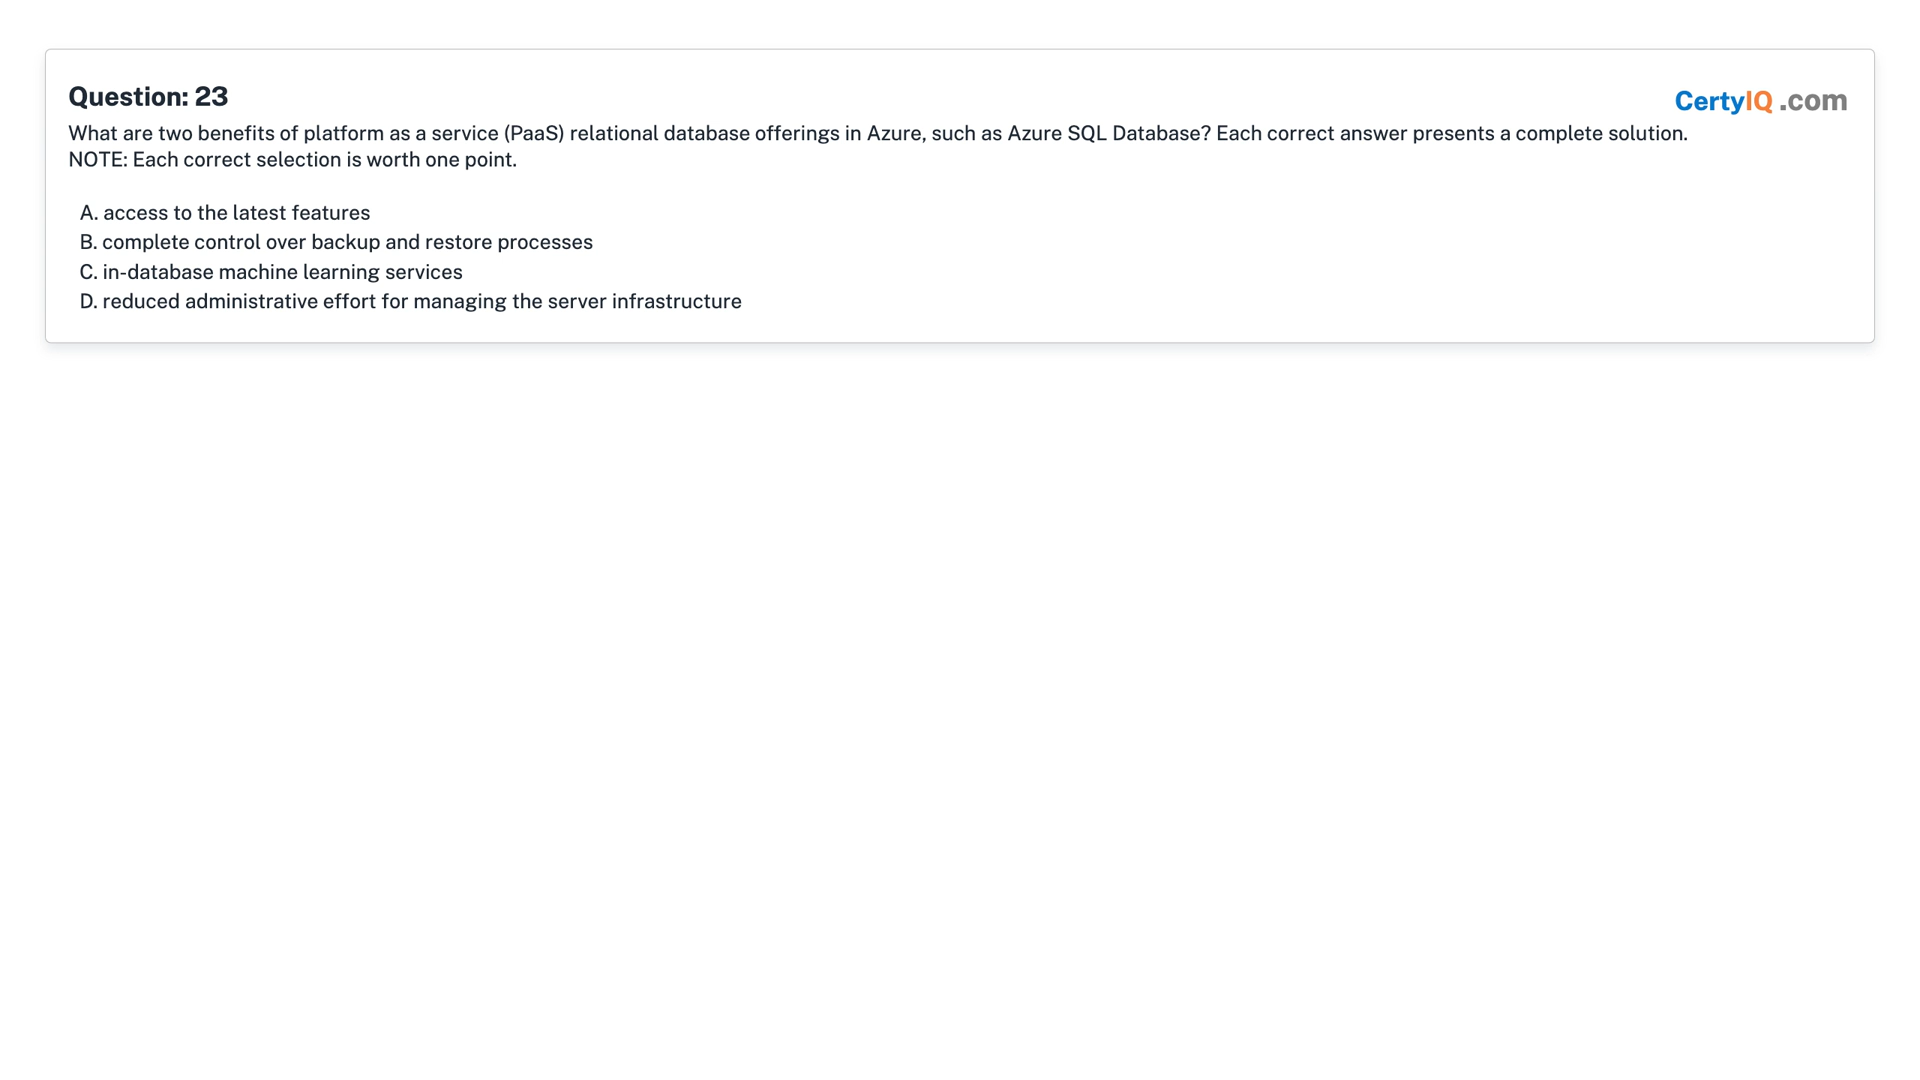 Question: 23
CertyIQ .com
What are two benefits of platform as a service (PaaS) relational database offerings in Azure, such as Azure SQL Database? Each correct answer presents a complete solution.
NOTE: Each correct selection is worth one point.
A. access to the latest features
B. complete control over backup and restore processes
C. in-database machine learning services
D. reduced administrative effort for managing the server infrastructure